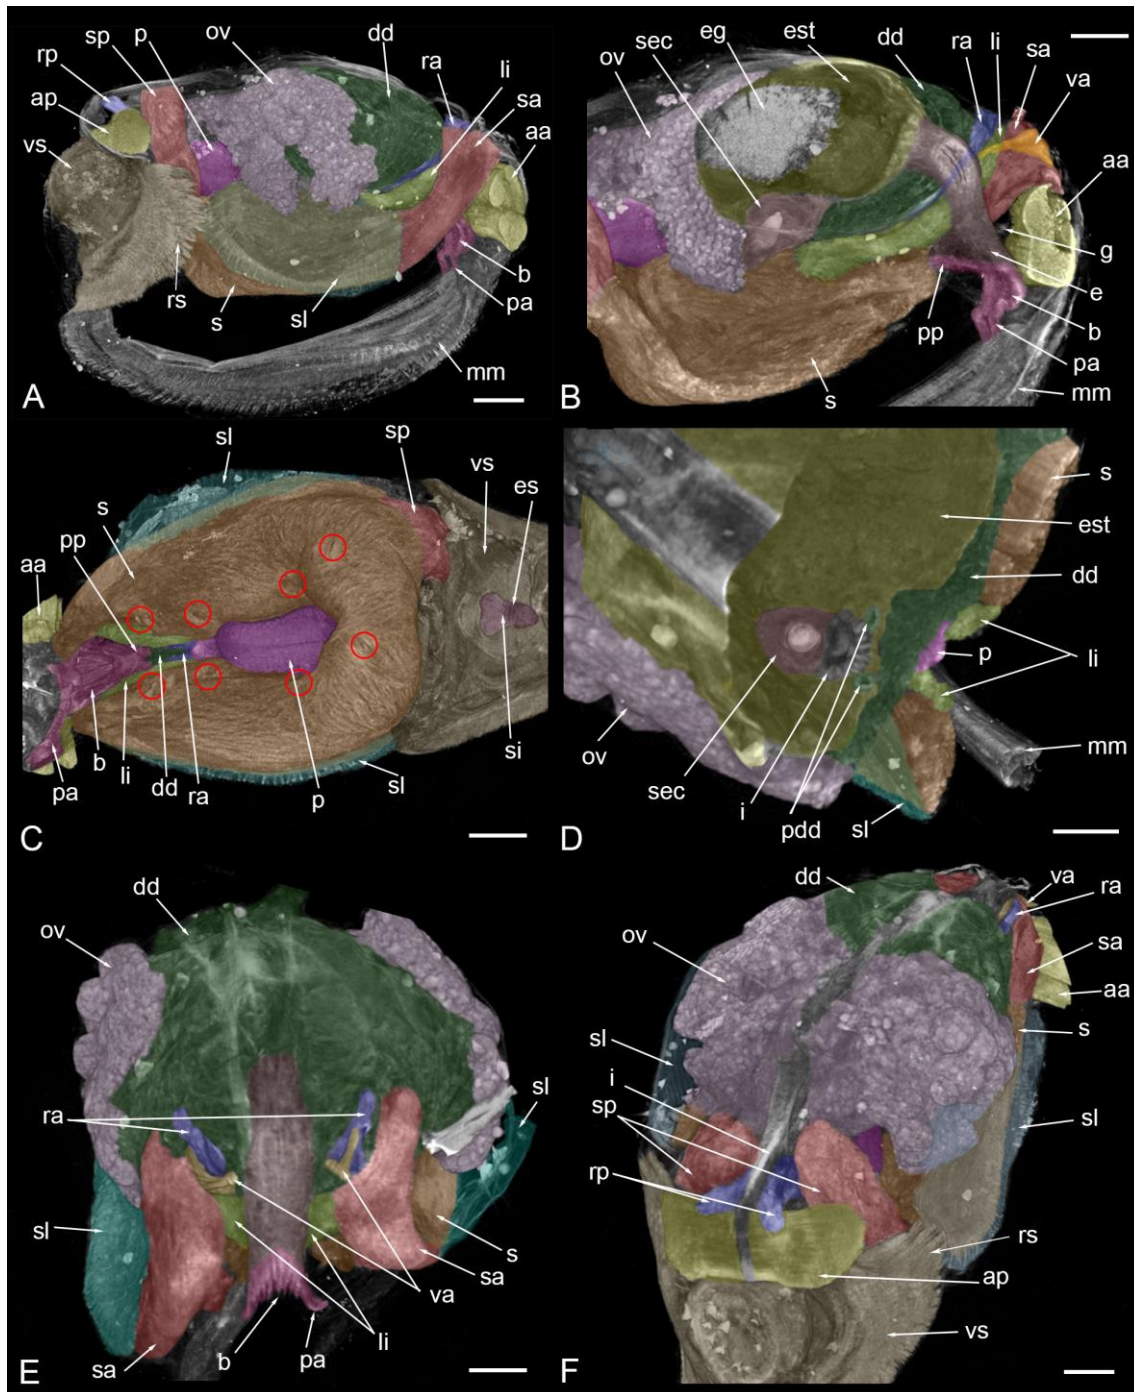 sp p ov dd
rp ra li
ap sa
vs aa
rs b
s sl pa
mm
A
sec eg est dd
ov ra li sa
va
aa
g
e
pp b
pa
s mm
B
sl sp vs
s es
pp
aa
b si
pa li dd ra p sl
C
s
est
dd
p li
ov mm
sec i pdd sl
D
dd
ov
ra sl
sl s
sa
va
sa b pa li
E
dd va
ra
ov
sa
aa
sl s
i
sp sl
rp
rs
ap
vs
F